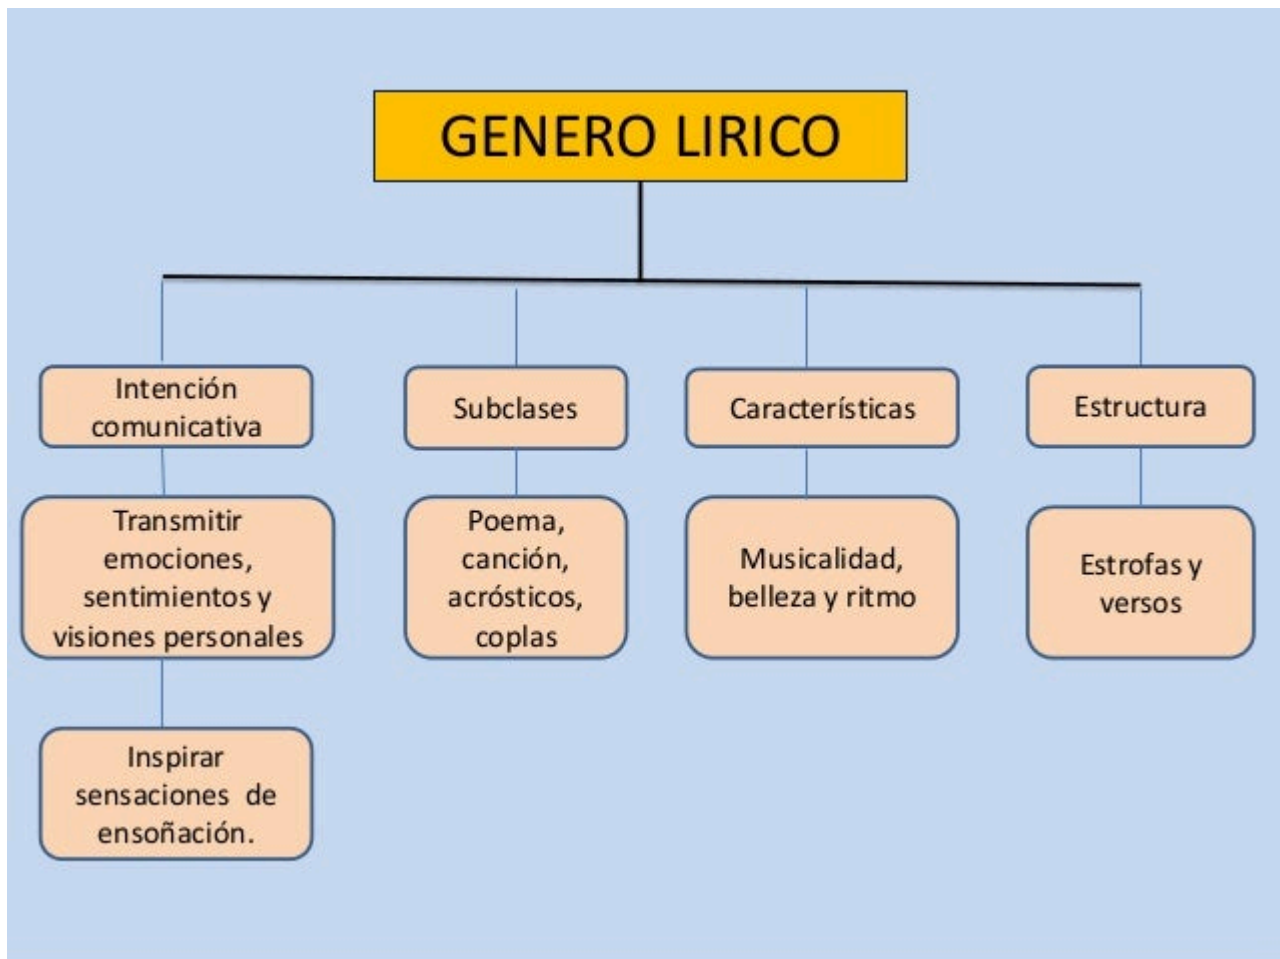 GENERO LIRICO
Intención
comunicativa
Transmitir
emociones,
sentimientos y
visiones personales
Inspirar
sensaciones de
ensoñación.
Subclases
Poema,
canción,
acrósticos,
coplas
Características
Musicalidad,
belleza y ritmo
Estructura
Estrofas y
versos